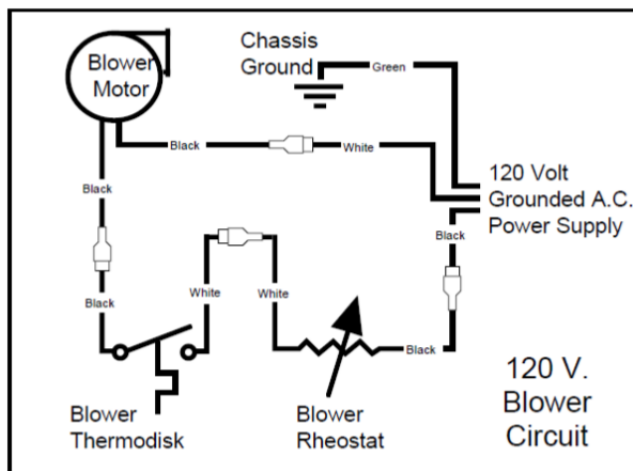 Blower
Motor
Chassis
Ground
Green
Black
White
120 Volt
Grounded A.C.
Power Supply
Black
Black
White
White
Black
Black
Blower
Thermodisk
Blower
Rheostat
120 V.
Blower
Circuit